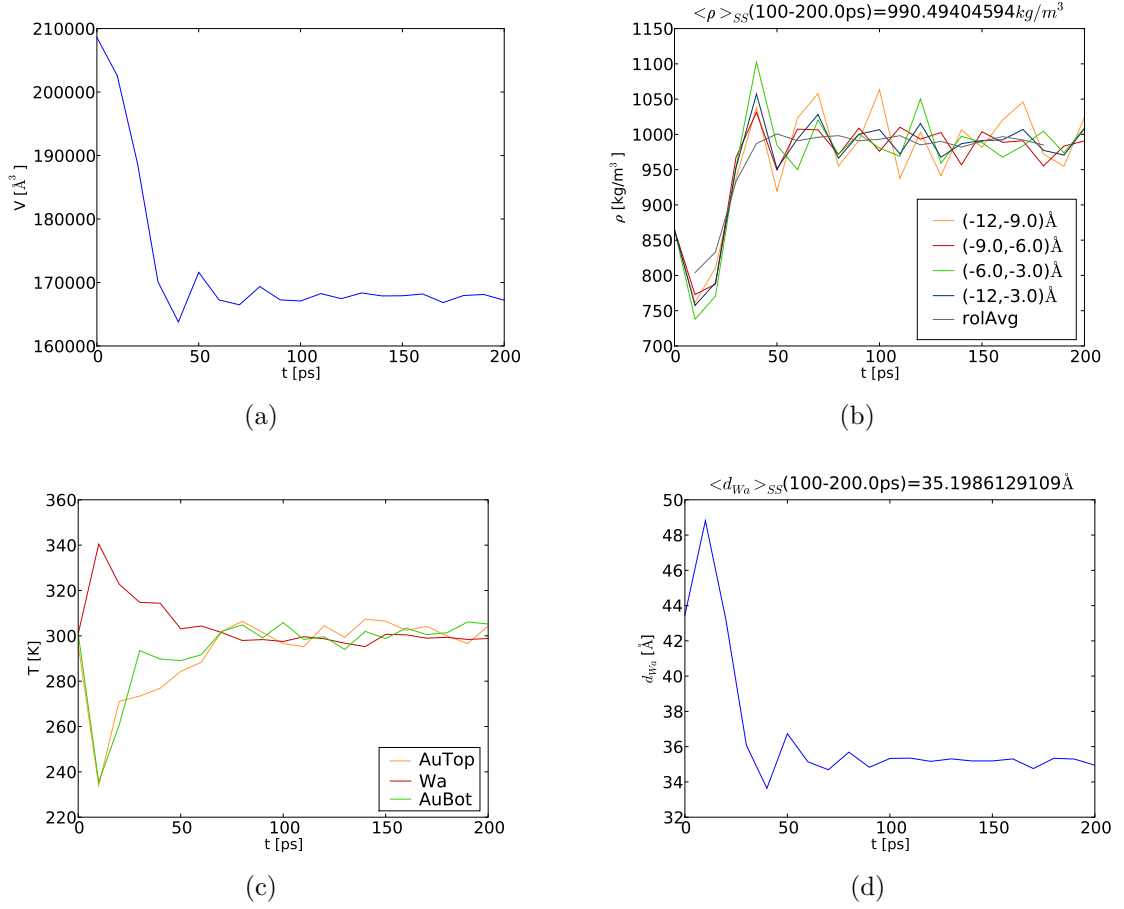 210000
200000
190000
180000
170000
160000
V [Å³]
0
50
100
150
200
t [ps]
(a)
<ρ>SS(100-200.0ps)=990.49404594kg/m³
1150
1100
1050
1000
950
900
850
800
750
700
ρ [kg/m³ ]
(-12,-9.0)Å
(-9.0,-6.0)Å
(-6.0,-3.0)Å
(-12,-3.0)Å
rolAvg
0
50
100
150
200
t [ps]
(b)
360
340
320
300
280
260
240
220
T [K]
AuTop
Wa
AuBot
0
50
100
150
200
t [ps]
(c)
<dWa>SS(100-200.0ps)=35.1986129109Å
50
48
46
44
42
40
38
36
34
32
dWa [Å]
0
50
100
150
200
t [ps]
(d)